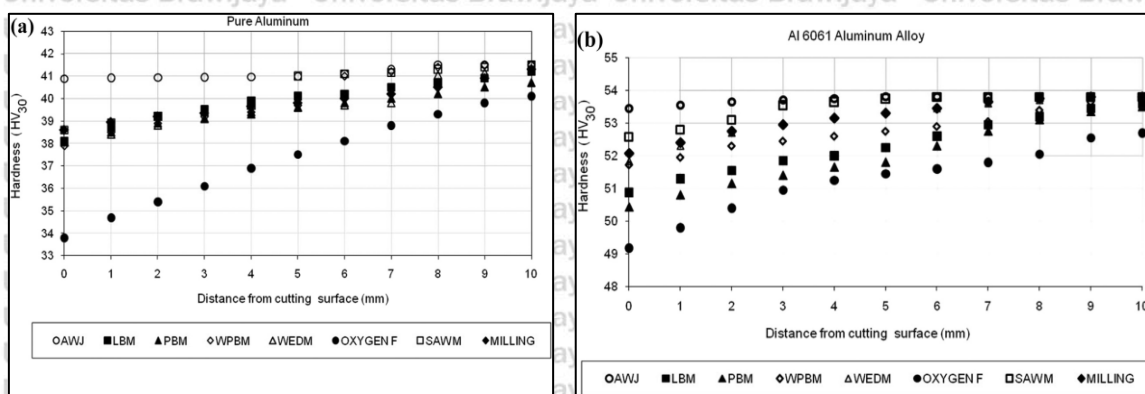 (a)
Pure Aluminum
43
42
41
40
39
38
37
36
35
34
33
Hardness (HV30)
0 1 2 3 4 5 6 7 8 9 10
Distance from cutting surface (mm)
AWJ LBM PBM WPBM WEDM OXYGEN F SAWM MILLING
(b)
Al 6061 Aluminum Alloy
55
54
53
52
51
50
49
48
Hardness (HV30)
0 1 2 3 4 5 6 7 8 9 10
Distance from cutting surface (mm)
AWJ LBM PBM WPBM WEDM OXYGEN F SAWM MILLING